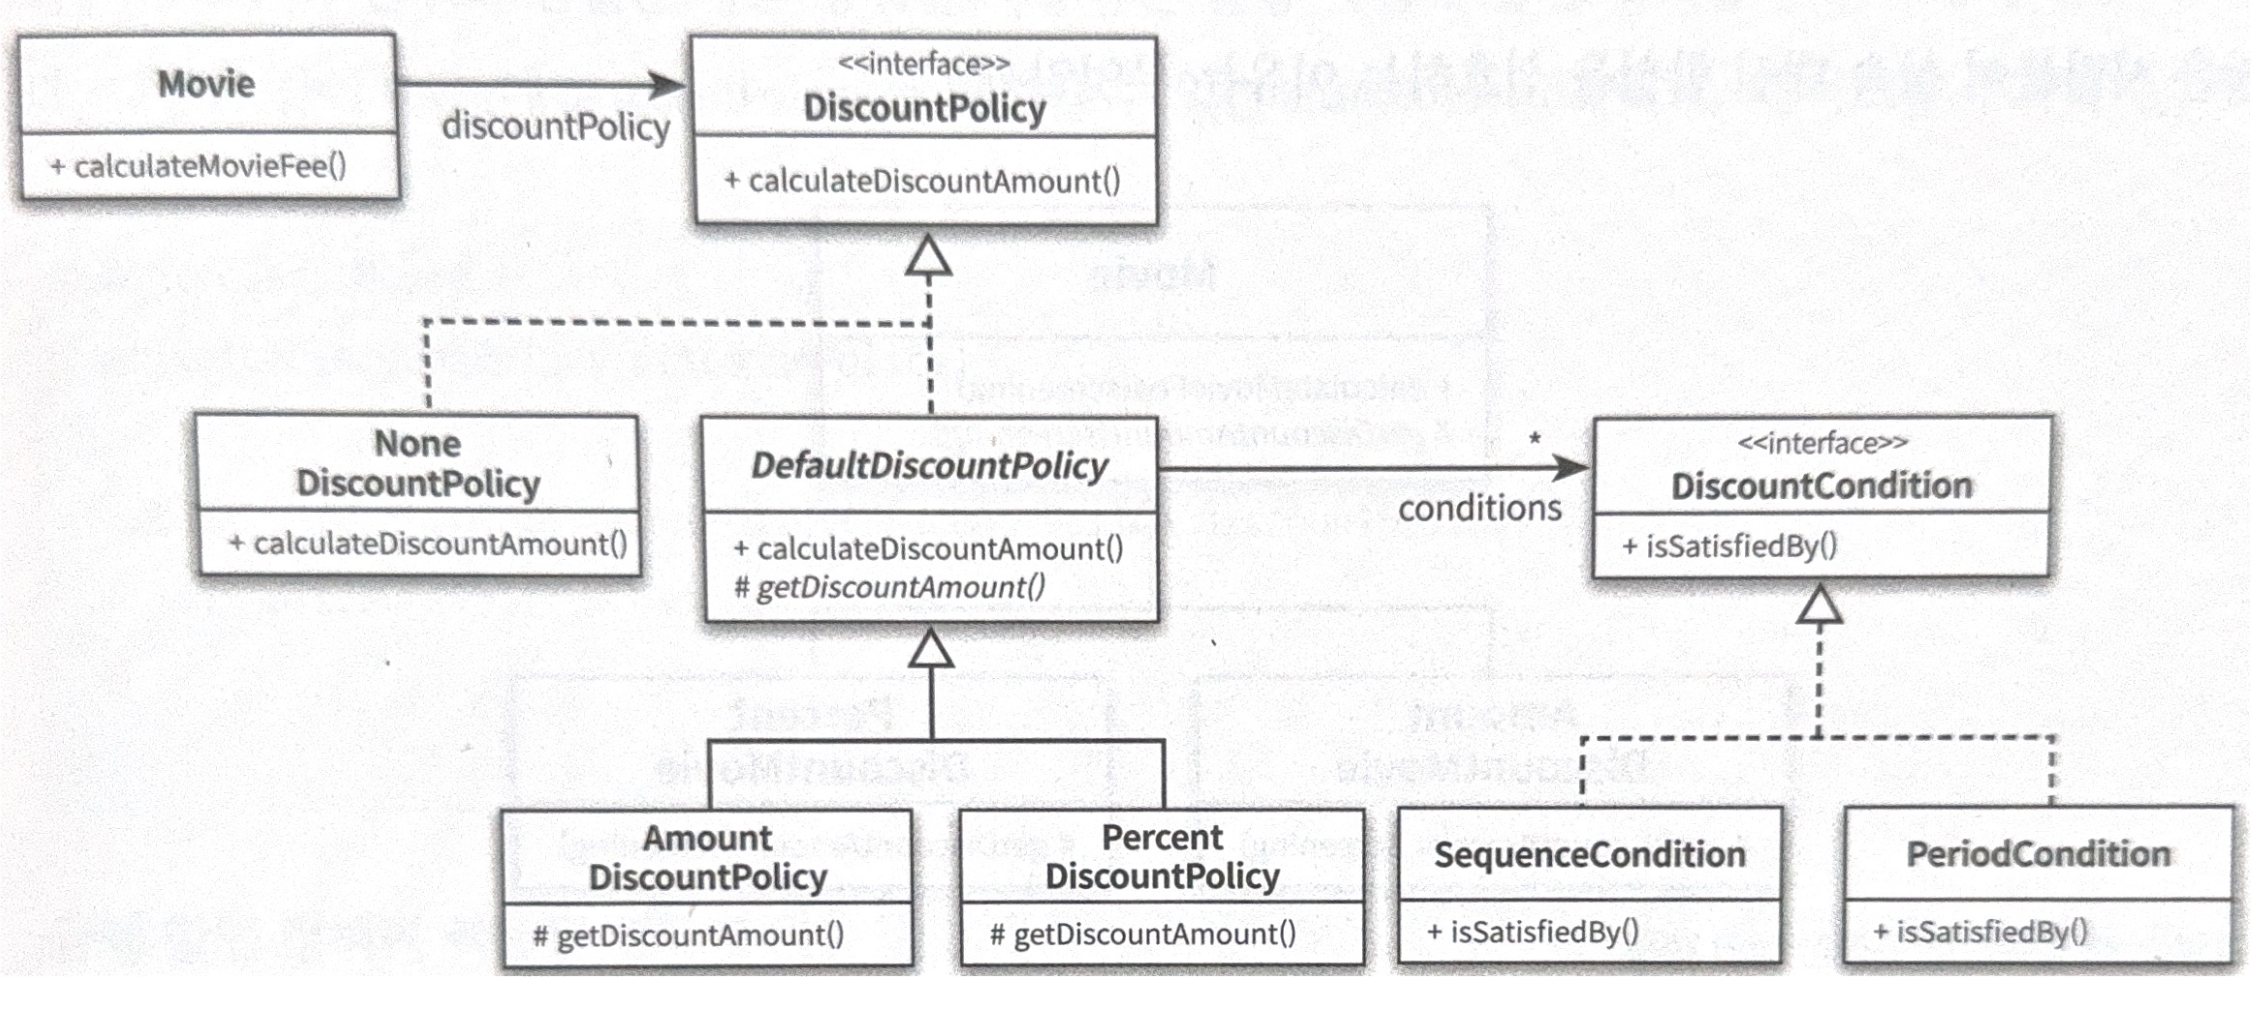 Movie
+ calculateMovieFee()
discountPolicy
<<interface>>
DiscountPolicy
+ calculateDiscountAmount()
None
DiscountPolicy
+ calculateDiscountAmount()
DefaultDiscountPolicy
+ calculateDiscountAmount()
# getDiscountAmount()
*
conditions
<<interface>>
DiscountCondition
+ isSatisfiedBy()
Amount
DiscountPolicy
# getDiscountAmount()
Percent
DiscountPolicy
# getDiscountAmount()
SequenceCondition
+ isSatisfiedBy()
PeriodCondition
+ isSatisfiedBy()